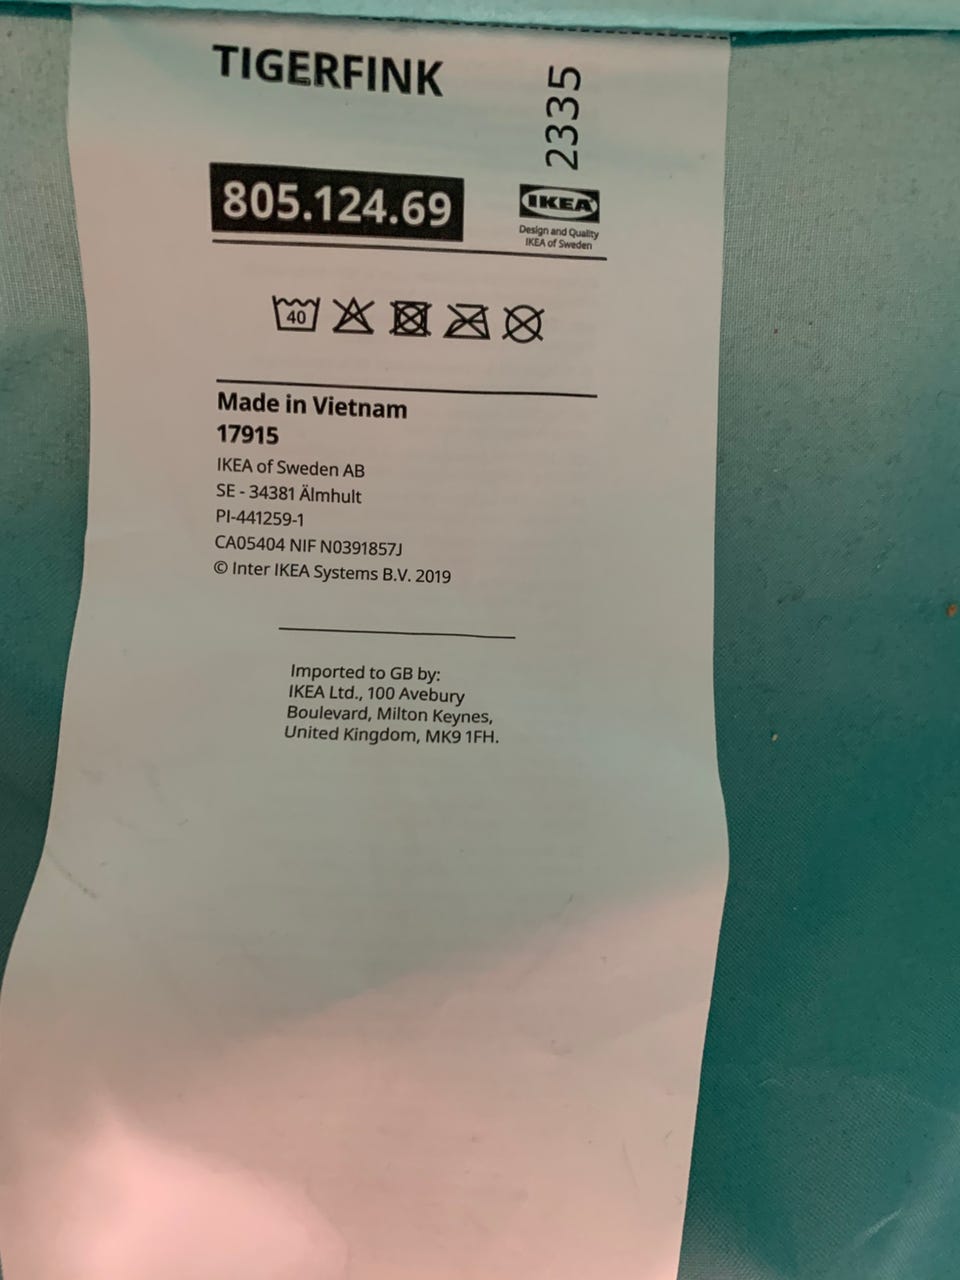 TIGERFINK
2335
805.124.69
IKEA
Design and Quality
IKEA of Sweden
40
Made in Vietnam
17915
IKEA of Sweden AB
SE - 34381 Älmhult
PI-441259-1
CA05404 NIF N0391857J
© Inter IKEA Systems B.V. 2019
Imported to GB by:
IKEA Ltd., 100 Avebury
Boulevard, Milton Keynes,
United Kingdom, MK9 1FH.